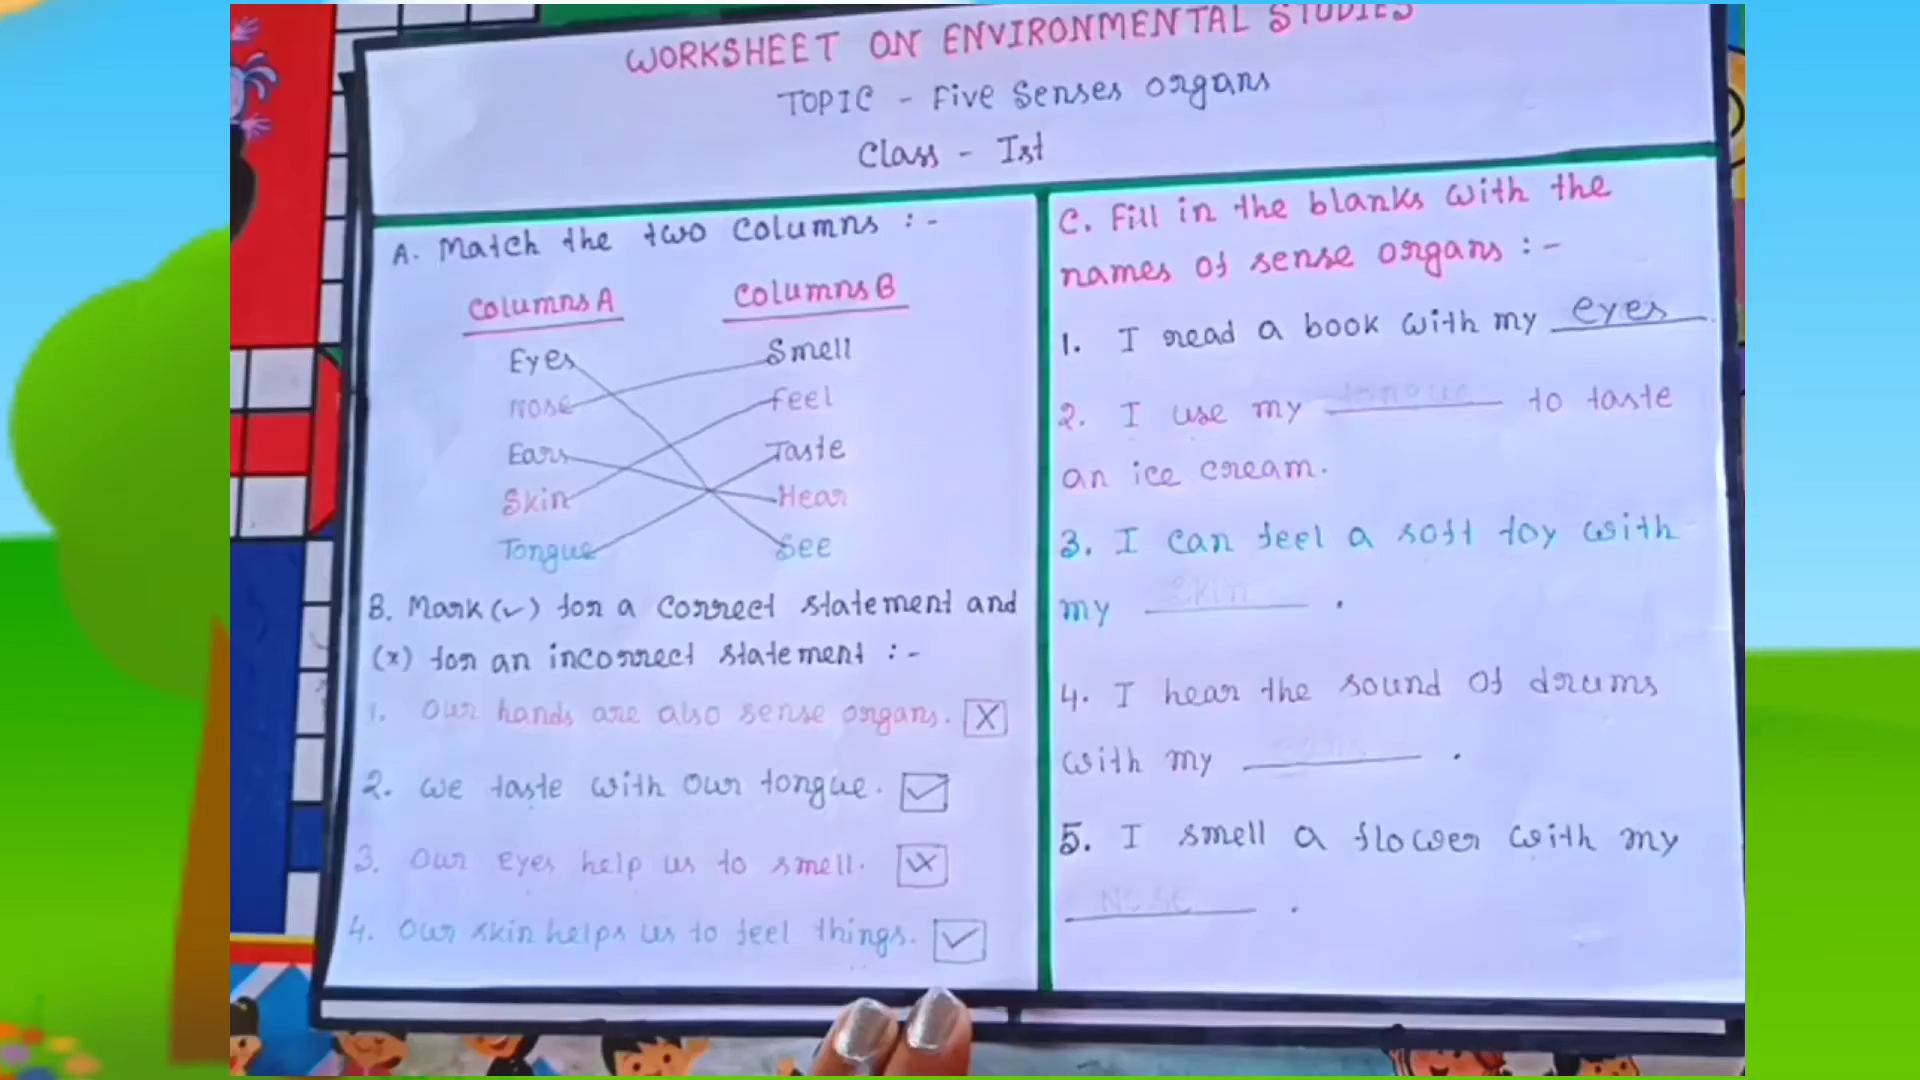 WORKSHEET ON ENVIRONMENTAL STUDIES
TOPIC - Five Senses organs
Class - Ist
A. Match the two Columns :-
Columns A Columns B
Eyes Smell
Nose feel
Ears Taste
Skin Hear
Tongue See
B. Mark (✓) for a correct statement and
(x) for an incorrect statement :-
1. Our hands are also sense organs. X
2. We taste with our tongue. ✓
3. Our eyes help us to smell. x
4. Our skin helps us to feel things. ✓
C. Fill in the blanks with the
names of sense organs :-
1. I read a book with my eyes.
2. I use my tongue to taste
an ice cream.
3. I can feel a soft toy with
my Skin .
4. I hear the sound of drums
with my ears .
5. I smell a flower with my
Nose .